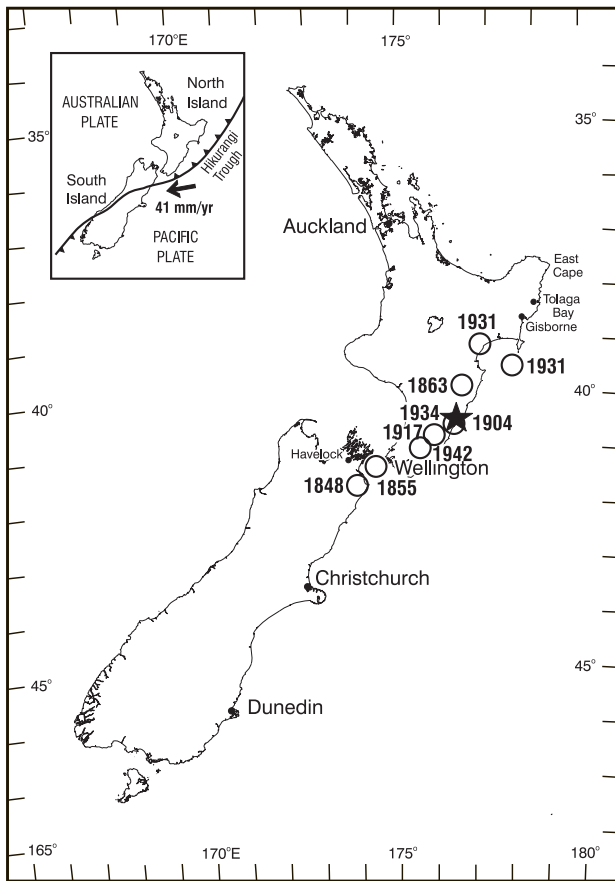 170°
175°
North
Island
AUSTRALIAN
PLATE
Hikurangi
Trough
South
Island
41 mm/yr
PACIFIC
PLATE
35°
35°
Auckland
East
Cape
Tolaga
Bay
Gisborne
1931
1931
1863
40°
40°
1934
1904
1917
1942
Havelock
Wellington
1848
1855
Christchurch
45°
45°
Dunedin
165°
170°
175°
180°